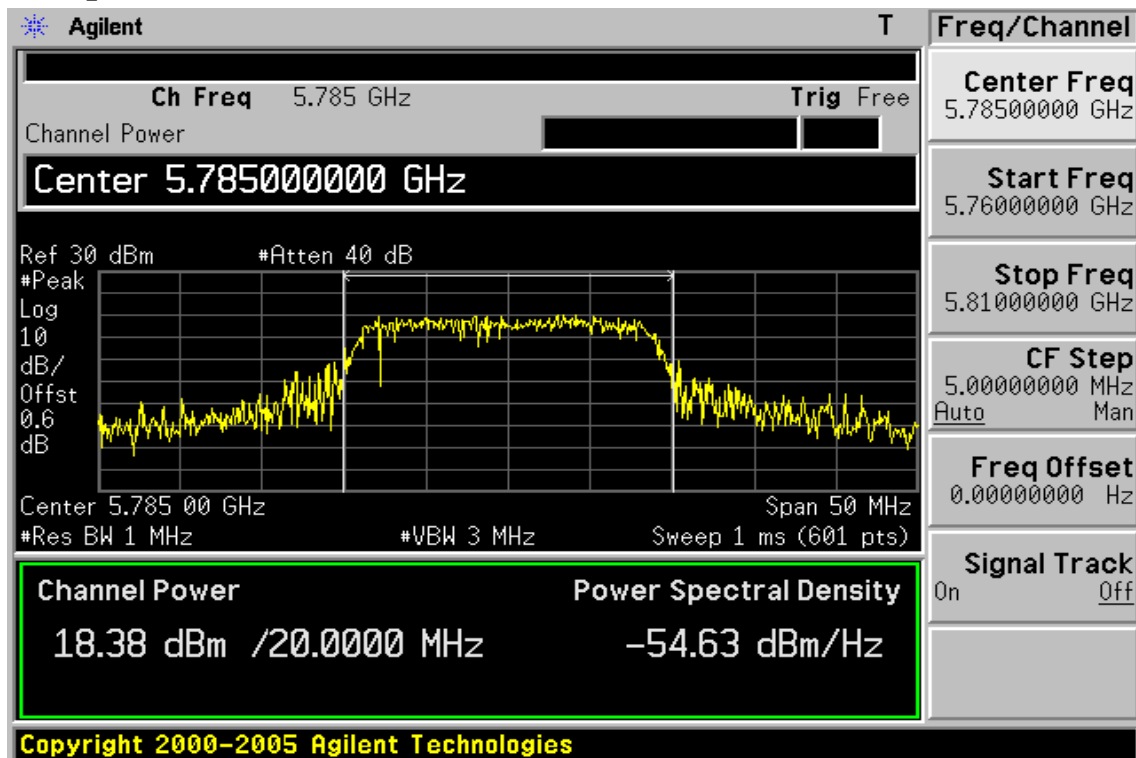 Agilent T
Freq/Channel
Ch Freq 5.785 GHz Trig Free
Channel Power
Center 5.785000000 GHz
Ref 30 dBm #Atten 40 dB
#Peak
Log
10
dB/
Offst
0.6
dB
Center 5.785 00 GHz Span 50 MHz
#Res BW 1 MHz #VBW 3 MHz Sweep 1 ms (601 pts)
Channel Power Power Spectral Density
18.38 dBm /20.0000 MHz -54.63 dBm/Hz
Copyright 2000-2005 Agilent Technologies
Center Freq
5.78500000 GHz
Start Freq
5.76000000 GHz
Stop Freq
5.81000000 GHz
CF Step
5.00000000 MHz
Auto Man
Freq Offset
0.00000000 Hz
Signal Track
On Off